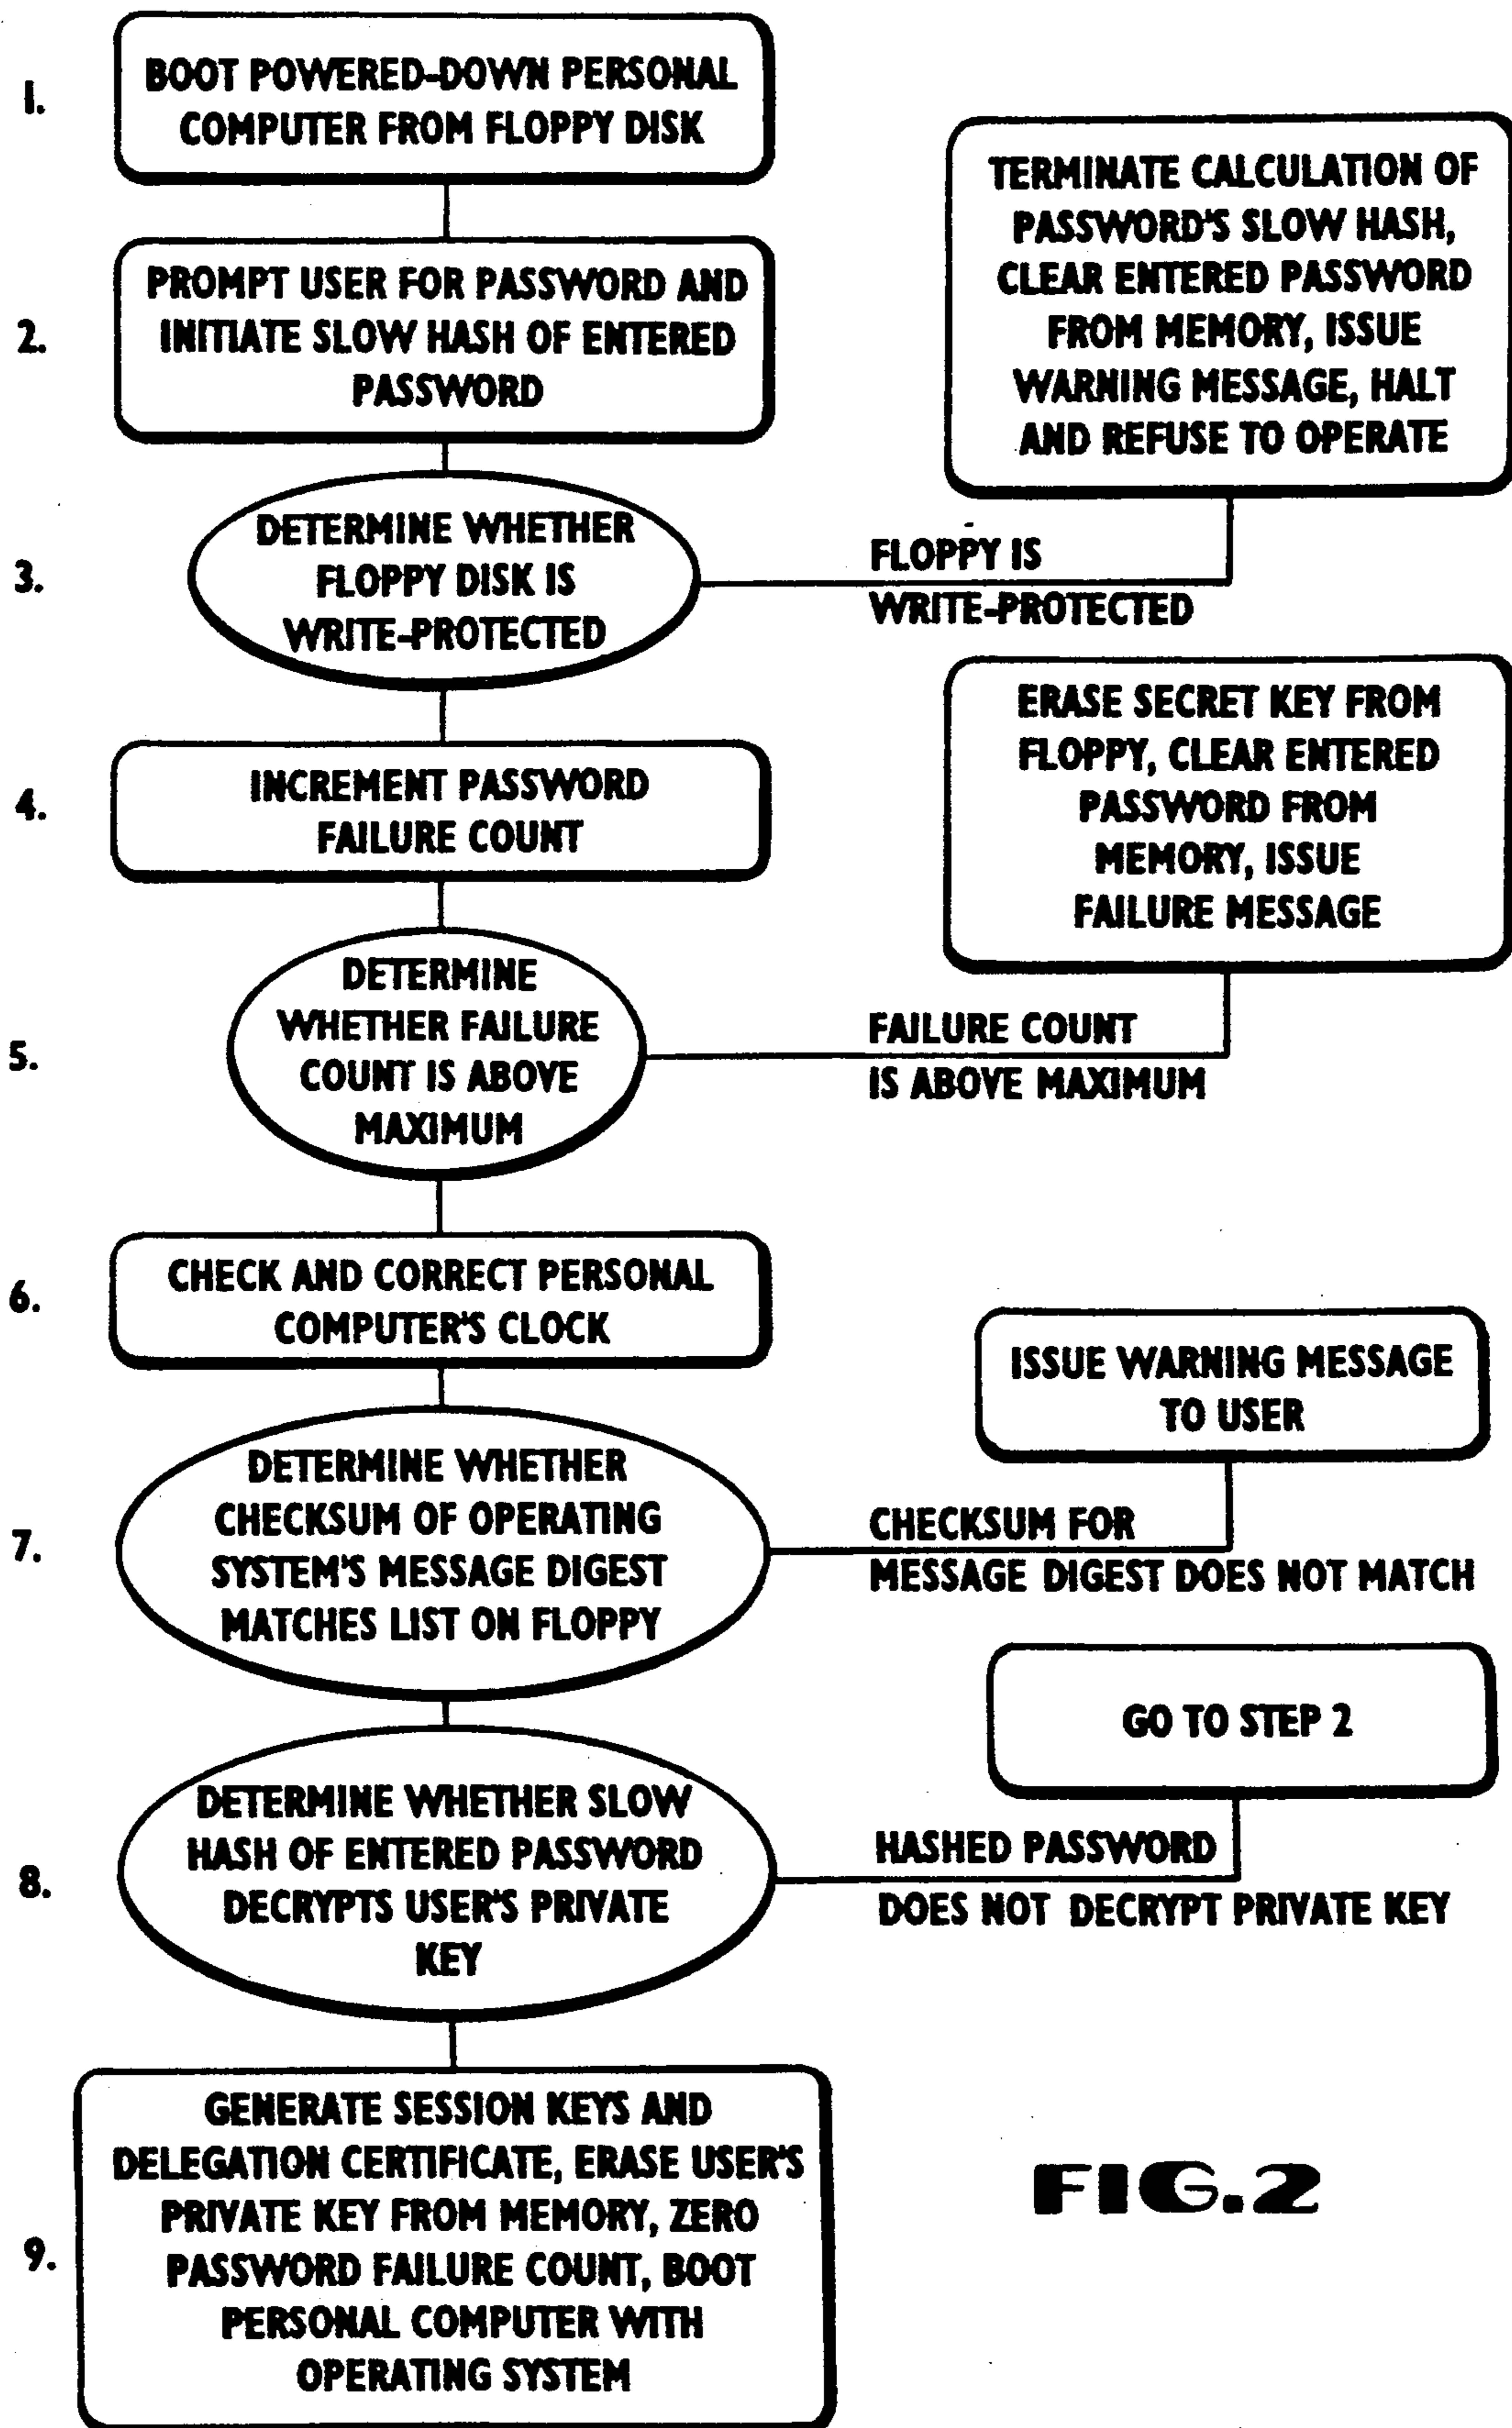 1.
BOOT POWERED-DOWN PERSONAL
COMPUTER FROM FLOPPY DISK
2.
PROMPT USER FOR PASSWORD AND
INITIATE SLOW HASH OF ENTERED
PASSWORD
3.
DETERMINE WHETHER
FLOPPY DISK IS
WRITE-PROTECTED
FLOPPY IS
WRITE-PROTECTED
TERMINATE CALCULATION OF
PASSWORD'S SLOW HASH,
CLEAR ENTERED PASSWORD
FROM MEMORY, ISSUE
WARNING MESSAGE, HALT
AND REFUSE TO OPERATE
4.
INCREMENT PASSWORD
FAILURE COUNT
5.
DETERMINE
WHETHER FAILURE
COUNT IS ABOVE
MAXIMUM
FAILURE COUNT
IS ABOVE MAXIMUM
ERASE SECRET KEY FROM
FLOPPY, CLEAR ENTERED
PASSWORD FROM
MEMORY, ISSUE
FAILURE MESSAGE
6.
CHECK AND CORRECT PERSONAL
COMPUTER'S CLOCK
7.
DETERMINE WHETHER
CHECKSUM OF OPERATING
SYSTEM'S MESSAGE DIGEST
MATCHES LIST ON FLOPPY
CHECKSUM FOR
MESSAGE DIGEST DOES NOT MATCH
ISSUE WARNING MESSAGE
TO USER
8.
DETERMINE WHETHER SLOW
HASH OF ENTERED PASSWORD
DECRYPTS USER'S PRIVATE
KEY
HASHED PASSWORD
DOES NOT DECRYPT PRIVATE KEY
GO TO STEP 2
9.
GENERATE SESSION KEYS AND
DELEGATION CERTIFICATE, ERASE USER'S
PRIVATE KEY FROM MEMORY, ZERO
PASSWORD FAILURE COUNT, BOOT
PERSONAL COMPUTER WITH
OPERATING SYSTEM
FIG.2